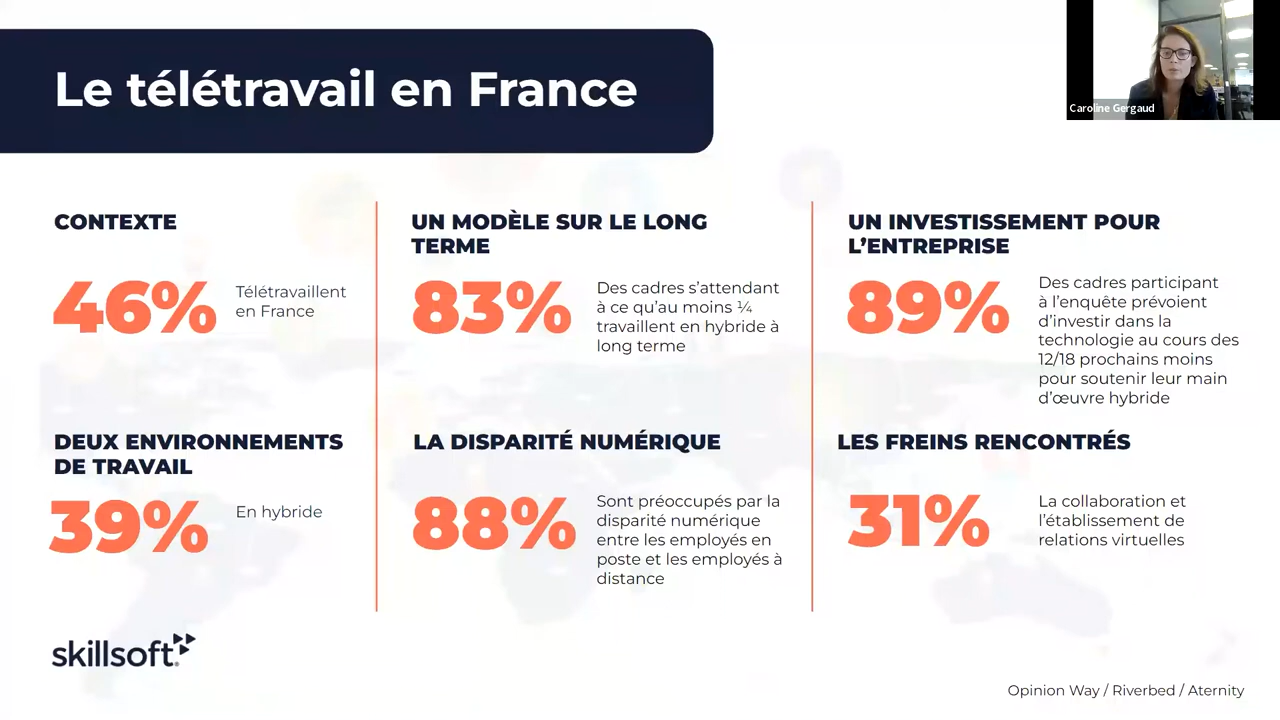 Le télétravail en France
Caroline Gergaud
CONTEXTE
46%
Télétravaillent
en France
DEUX ENVIRONNEMENTS
DE TRAVAIL
39%
En hybride
UN MODÈLE SUR LE LONG
TERME
83%
Des cadres s’attendant
à ce qu’au moins ¼
travaillent en hybride à
long terme
LA DISPARITÉ NUMÉRIQUE
88%
Sont préoccupés par la
disparité numérique
entre les employés en
poste et les employés à
distance
UN INVESTISSEMENT POUR
L’ENTREPRISE
89%
Des cadres participant
à l’enquête prévoient
d’investir dans la
technologie au cours des
12/18 prochains moins
pour soutenir leur main
d’œuvre hybride
LES FREINS RENCONTRÉS
31%
La collaboration et
l’établissement de
relations virtuelles
skillsoft
Opinion Way / Riverbed / Aternity